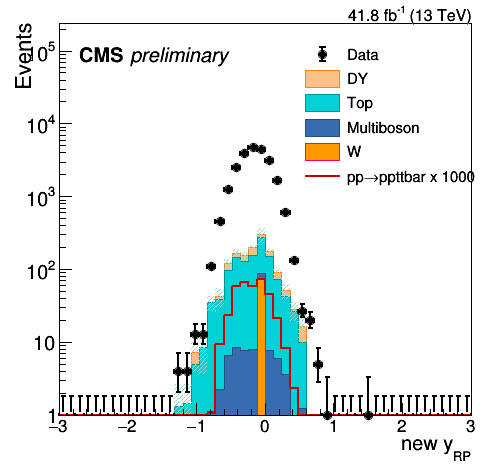 41.8 fb⁻¹ (13 TeV)
Events
CMS preliminary
Data
DY
Top
Multiboson
W
pp→ppttbar x 1000
10⁵
10⁴
10³
10²
10
1
−3 −2 −1 0 1 2 3
new y_RP